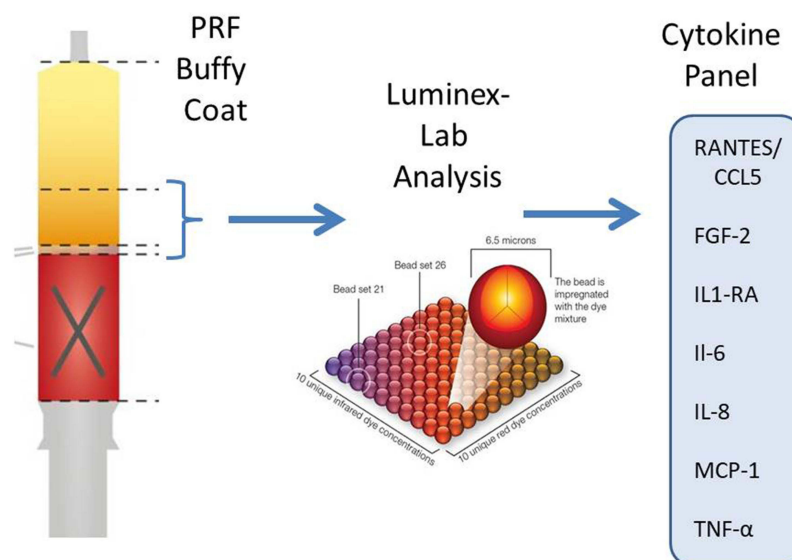 PRF
Buffy
Coat
Luminex-
Lab
Analysis
Cytokine
Panel
RANTES/
CCL5
FGF-2
IL1-RA
Il-6
IL-8
MCP-1
TNF-α
6.5 microns
Bead set 26
Bead set 21
The bead is
impregnated
with the dye
mixture
10 unique infrared dye concentrations
10 unique red dye concentrations